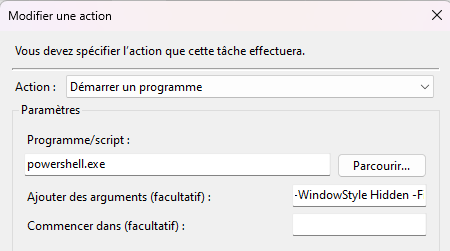 Modifier une action
Vous devez spécifier l'action que cette tâche effectuera.
Action : Démarrer un programme
Paramètres
Programme/script :
powershell.exe Parcourir...
Ajouter des arguments (facultatif) : -WindowStyle Hidden -F
Commencer dans (facultatif) :